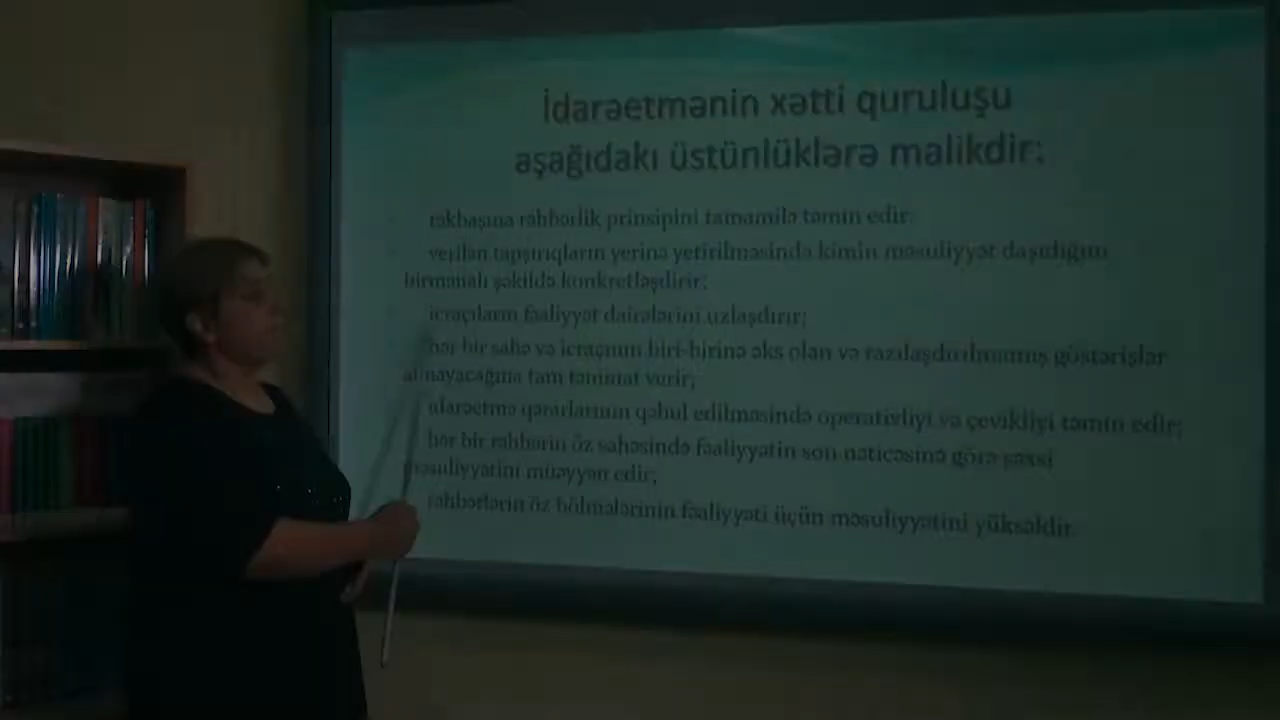 İdarəetmənin xətti quruluşu
aşağıdakı üstünlüklərə malikdir:
təkbaşına rəhbərlik prinsipini tamamilə təmin edir;
verilən tapşırıqların yerinə yetirilməsində kimin məsuliyyət daşıdığını
birmənalı şəkildə konkretləşdirir;
icraçıların fəaliyyət dairələrini uzlaşdırır;
hər bir sahə və icraçının biri-birinə əks olan və razılaşdırılmamış göstərişlər
almayacağına tam təminat verir;
idarəetmə qərarlarının qəbul edilməsində operativliyi və çevikliyi təmin edir;
hər bir rəhbərin öz sahəsində fəaliyyətin son nəticəsinə görə şəxsi
məsuliyyətini müəyyən edir;
rəhbərlərin öz bölmələrinin fəaliyyəti üçün məsuliyyətini yüksəldir.